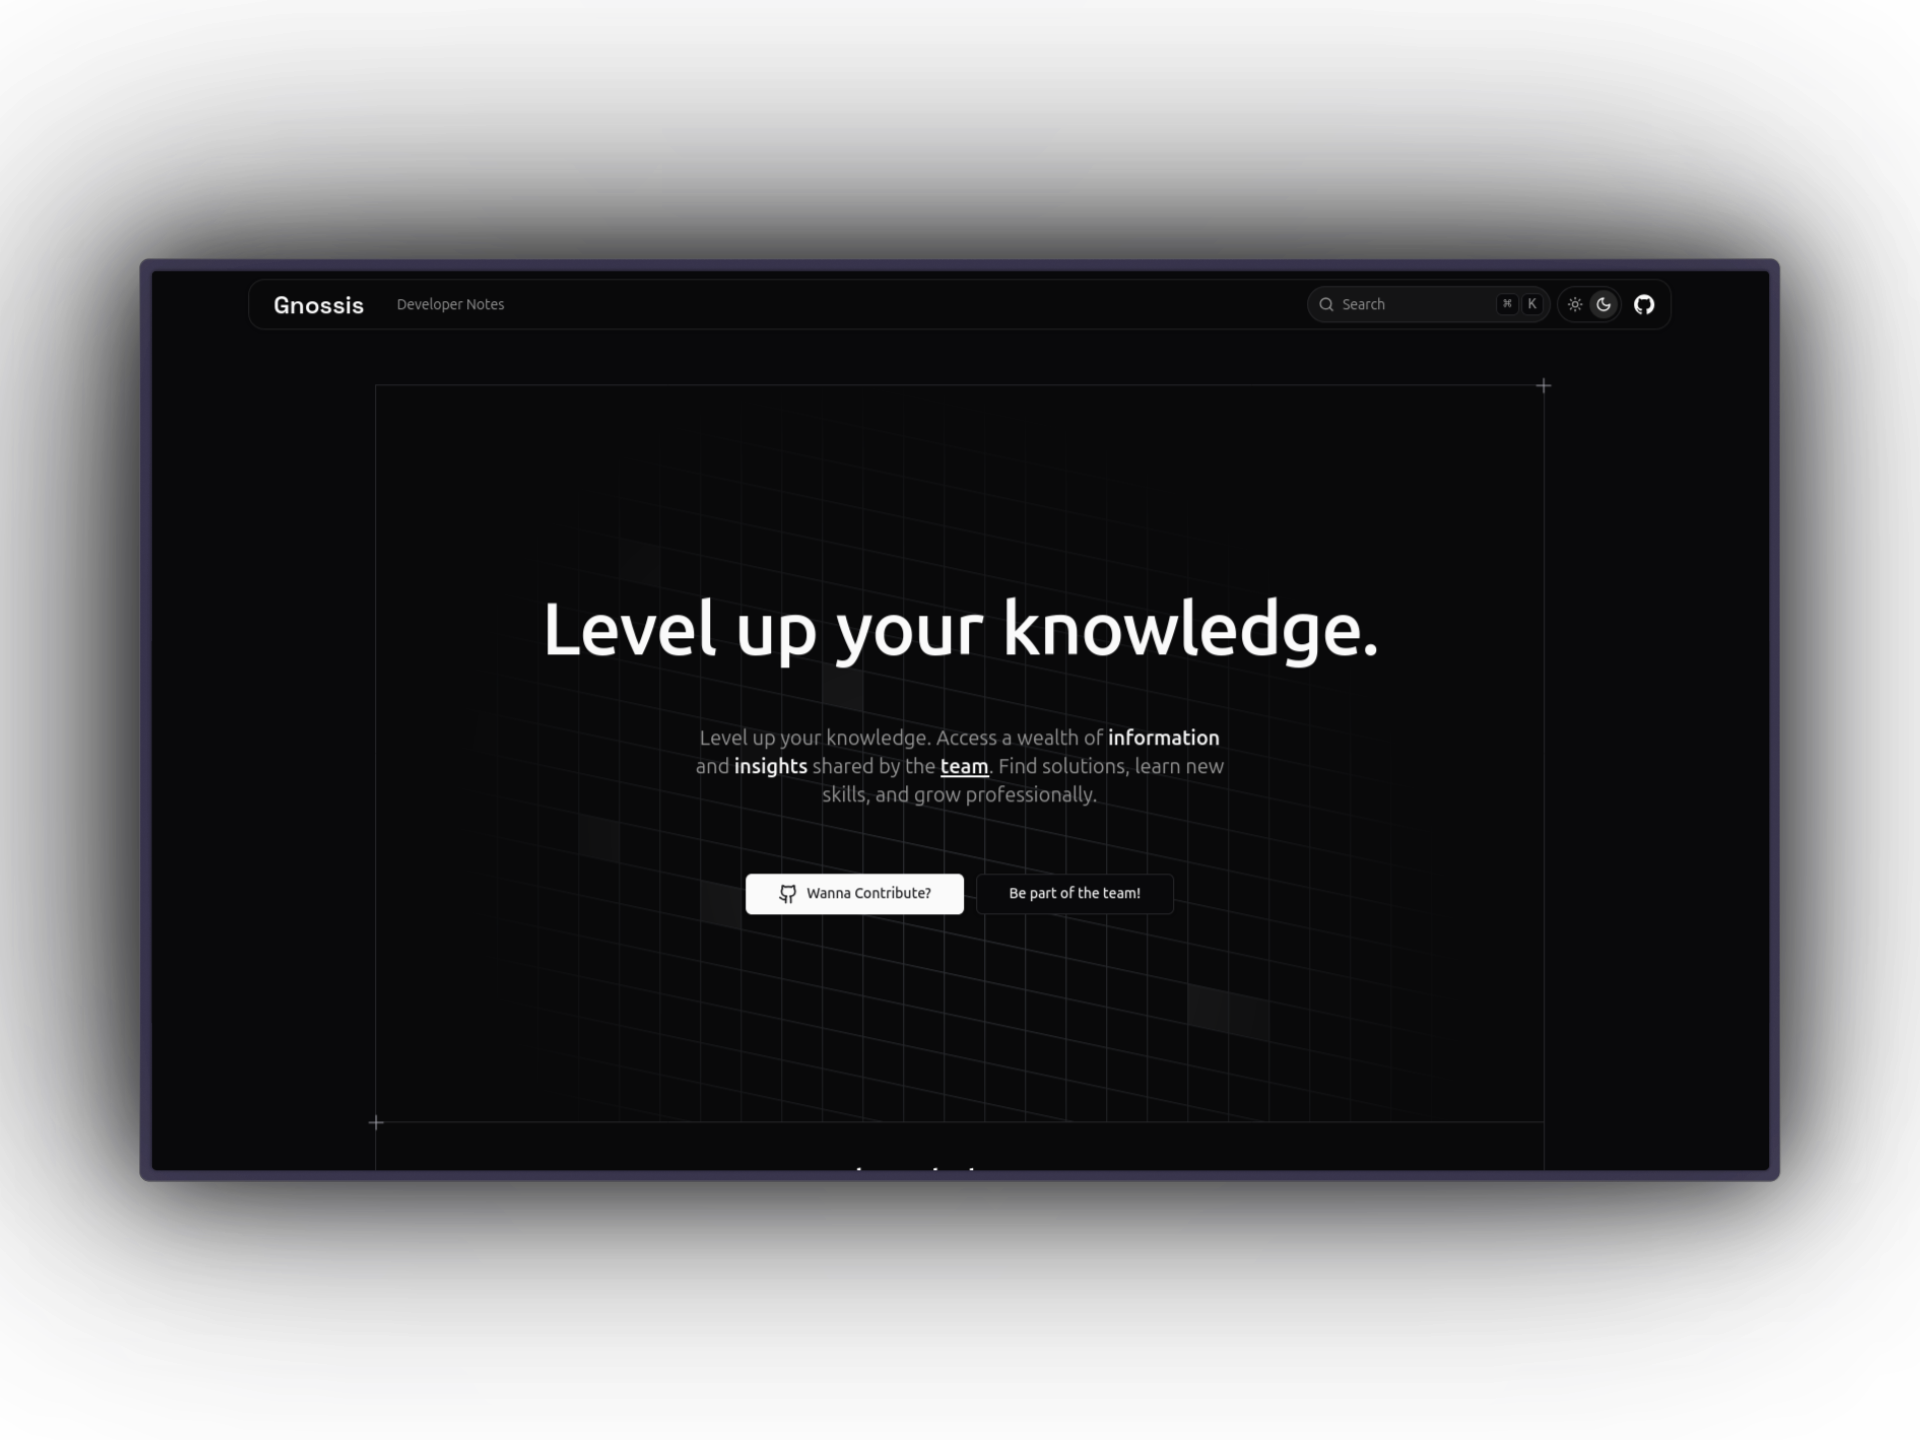 Gnossis Developer Notes Search ⌘ K
Level up your knowledge.
Level up your knowledge. Access a wealth of information
and insights shared by the team. Find solutions, learn new
skills, and grow professionally.
Wanna Contribute? Be part of the team!